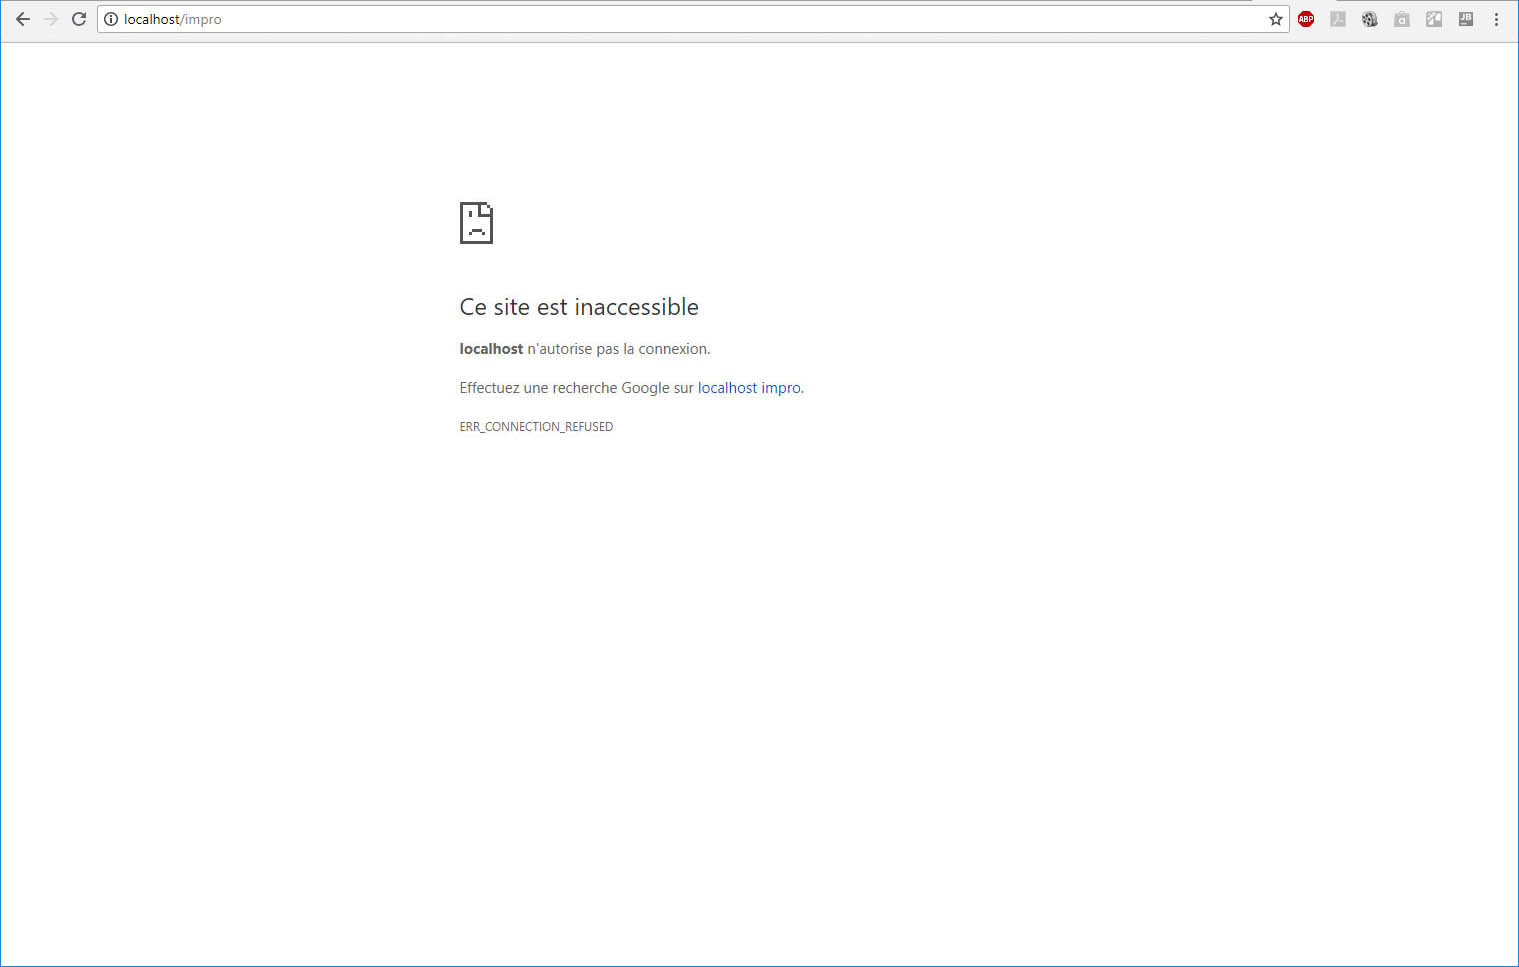 localhost/impro
ABP
a
JB
Ce site est inaccessible
localhost n'autorise pas la connexion.
Effectuez une recherche Google sur localhost impro.
ERR_CONNECTION_REFUSED